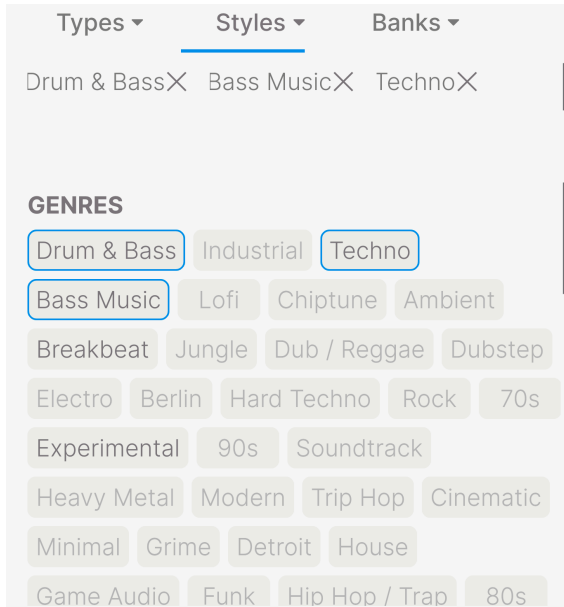 Types Styles Banks
Drum & Bass Bass Music Techno
GENRES
Drum & Bass Industrial Techno
Bass Music Lofi Chiptune Ambient
Breakbeat Jungle Dub / Reggae Dubstep
Electro Berlin Hard Techno Rock 70s
Experimental 90s Soundtrack
Heavy Metal Modern Trip Hop Cinematic
Minimal Grime Detroit House
Game Audio Funk Hip Hop / Trap 80s